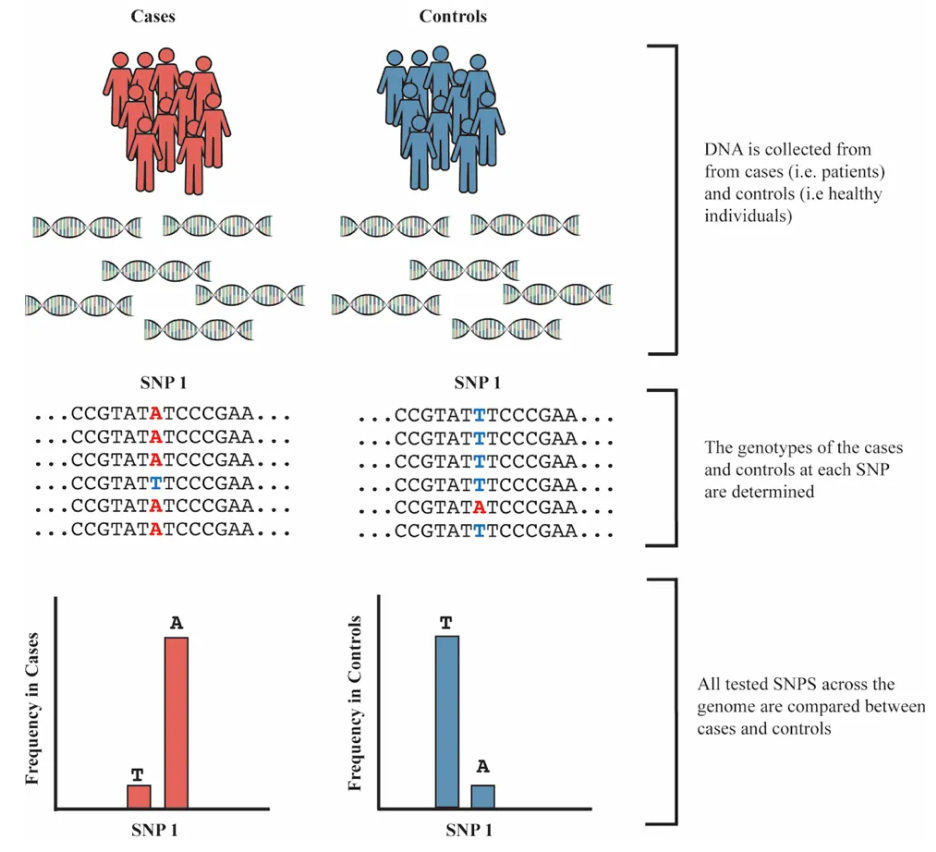 Cases
Controls
DNA is collected from
from cases (i.e. patients)
and controls (i.e healthy
individuals)
SNP 1
SNP 1
...CCGTATATCCCGAA...
...CCGTATATCCCGAA...
...CCGTATATCCCGAA...
...CCGTATTTCCCGAA...
...CCGTATATCCCGAA...
...CCGTATATCCCGAA...
...CCGTATTTCCCGAA...
...CCGTATTTCCCGAA...
...CCGTATTTCCCGAA...
...CCGTATTTCCCGAA...
...CCGTATATCCCGAA...
...CCGTATTTCCCGAA...
The genotypes of the cases
and controls at each SNP
are determined
Frequency in Cases
T
A
SNP 1
Frequency in Controls
T
A
SNP 1
All tested SNPS across the
genome are compared between
cases and controls